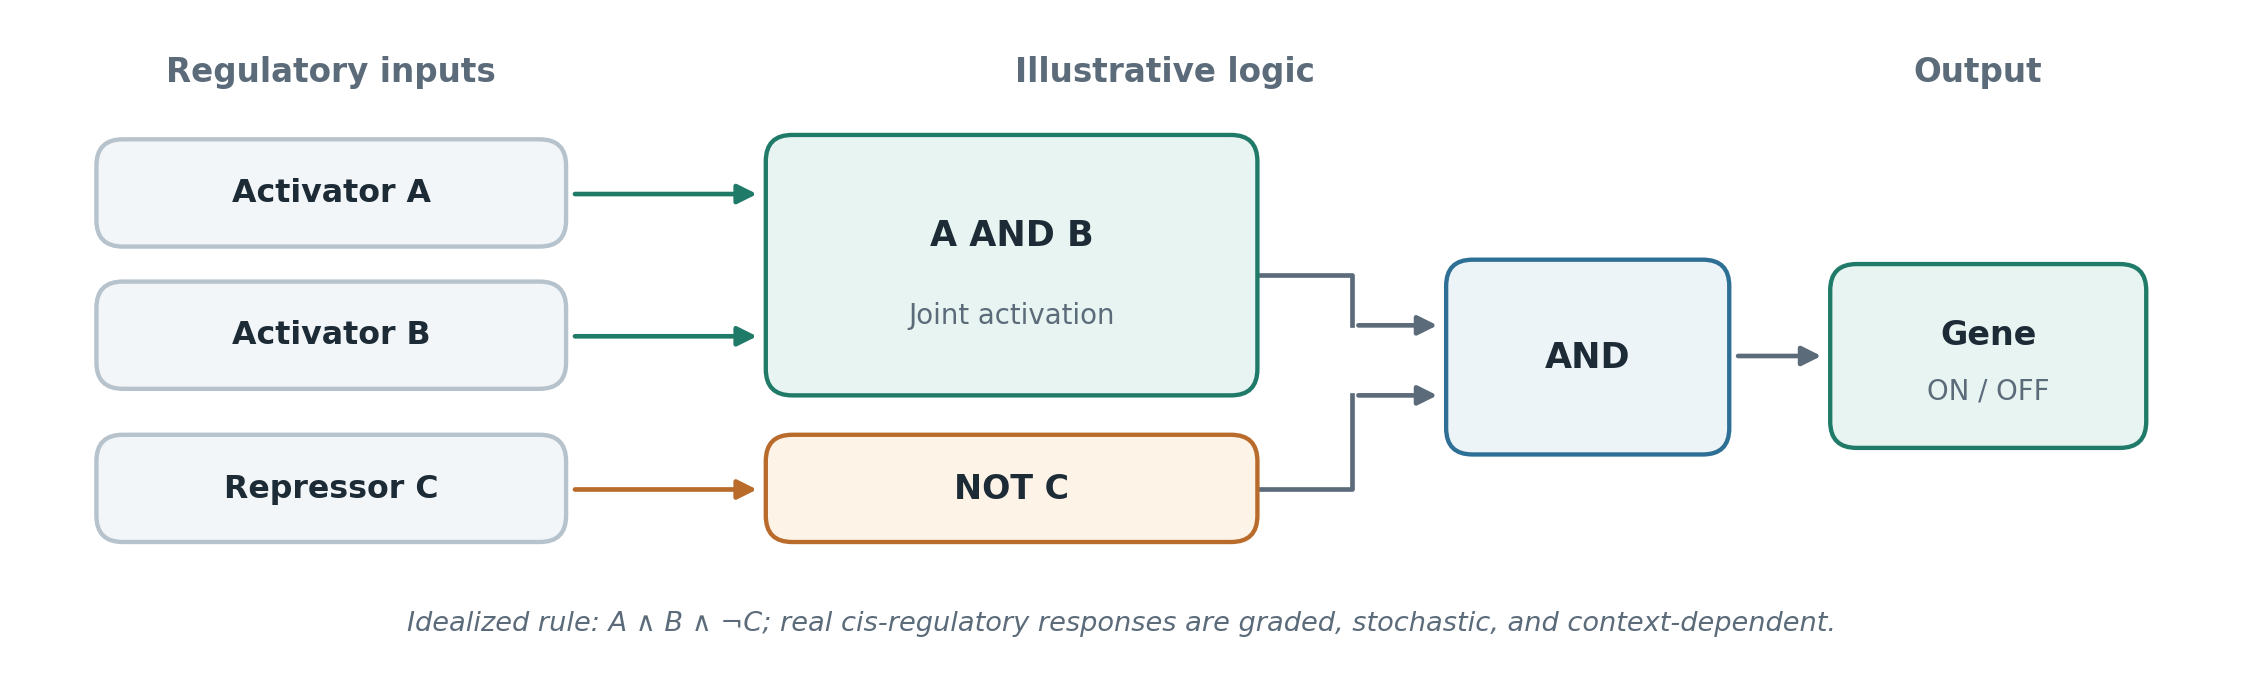 Regulatory inputs
Illustrative logic
Output
Activator A
Activator B
Repressor C
A AND B
Joint activation
NOT C
AND
Gene
ON / OFF
Idealized rule: A ∧ B ∧ ¬C; real cis-regulatory responses are graded, stochastic, and context-dependent.